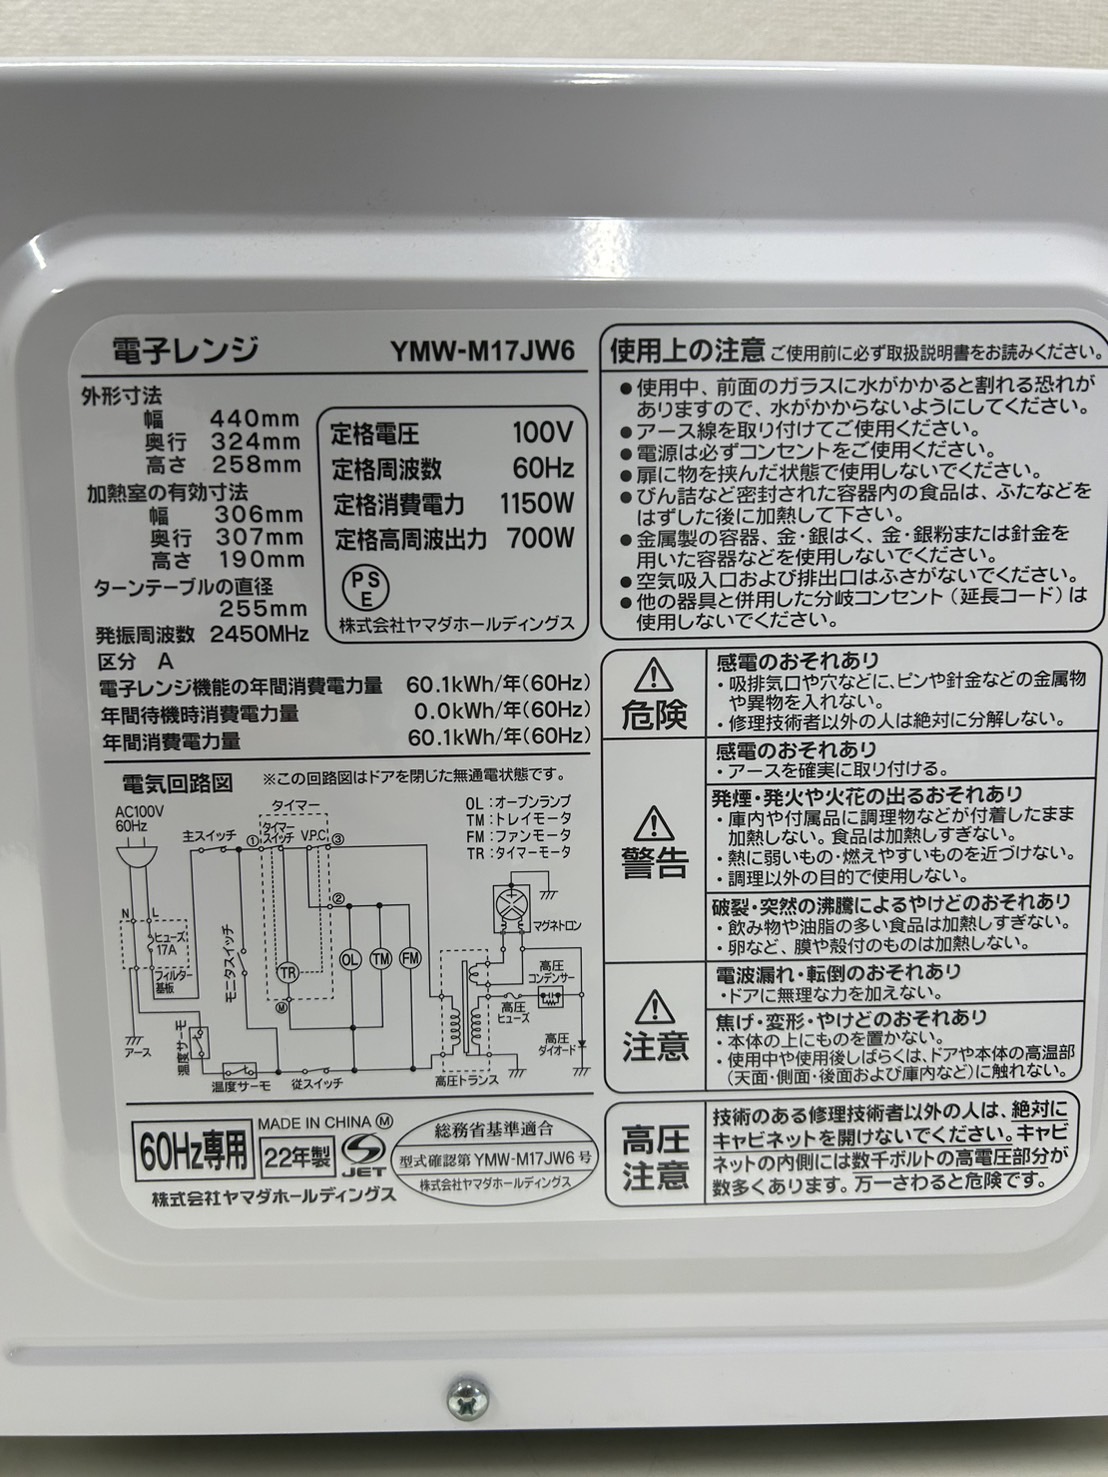 電子レンジ YMW-M17JW6
外形寸法
幅 440mm
奥行 324mm
高さ 258mm
加熱室の有効寸法
幅 306mm
奥行 307mm
高さ 190mm
ターンテーブルの直径
255mm
発振周波数 2450MHz
区分 A
定格電圧 100V
定格周波数 60Hz
定格消費電力 1150W
定格高周波出力 700W
PS
E
株式会社ヤマダホールディングス
電子レンジ機能の年間消費電力量 60.1kWh/年(60Hz)
年間待機時消費電力量 0.0kWh/年(60Hz)
年間消費電力量 60.1kWh/年(60Hz)
電気回路図 ※この回路図はドアを閉じた無通電状態です。
OL:オーブンランプ
TM:トレイモータ
FM:ファンモータ
TR:タイマーモータ
AC100V
60Hz
主スイッチ
タイマー
①
タイマー
スイッチ
V.P.C
③
②
N
L
ヒューズ
17A
フィルター
基板
モニタスイッチ
TR
M
OL
TM
FM
マグネトロン
高圧
コンデンサー
高圧
ヒューズ
高圧
ダイオード
アース
温度サーモ
温度サーモ
従スイッチ
高圧トランス
60Hz専用
MADE IN CHINA Ⓜ
22年製
JET
総務省基準適合
型式確認第YMW-M17JW6号
株式会社ヤマダホールディングス
株式会社ヤマダホールディングス
使用上の注意 ご使用前に必ず取扱説明書をお読みください。
●使用中、前面のガラスに水がかかると割れる恐れが
ありますので、水がかからないようにしてください。
●アース線を取り付けてご使用ください。
●電源は必ずコンセントをご使用ください。
●扉に物を挟んだ状態で使用しないでください。
●びん詰など密封された容器内の食品は、ふたなどを
はずした後に加熱して下さい。
●金属製の容器、金・銀はく、金・銀粉または針金を
用いた容器などを使用しないでください。
●空気吸入口および排出口はふさがないでください。
●他の器具と併用した分岐コンセント(延長コード)は
使用しないでください。
危険
感電のおそれあり
・吸排気口や穴などに、ピンや針金などの金属物
や異物を入れない。
・修理技術者以外の人は絶対に分解しない。
警告
感電のおそれあり
・アースを確実に取り付ける。
発煙・発火や火花の出るおそれあり
・庫内や付属品に調理物などが付着したまま
加熱しない。食品は加熱しすぎない。
・熱に弱いもの・燃えやすいものを近づけない。
・調理以外の目的で使用しない。
破裂・突然の沸騰によるやけどのおそれあり
・飲み物や油脂の多い食品は加熱しすぎない。
・卵など、膜や殻付のものは加熱しない。
注意
電波漏れ・転倒のおそれあり
・ドアに無理な力を加えない。
焦げ・変形・やけどのおそれあり
・本体の上にものを置かない。
・使用中や使用後しばらくは、ドアや本体の高温部
(天面・側面・後面および庫内など)に触れない。
高圧
注意
技術のある修理技術者以外の人は、絶対に
キャビネットを開けないでください。キャビ
ネットの内側には数千ボルトの高電圧部分が
数多くあります。万一さわると危険です。